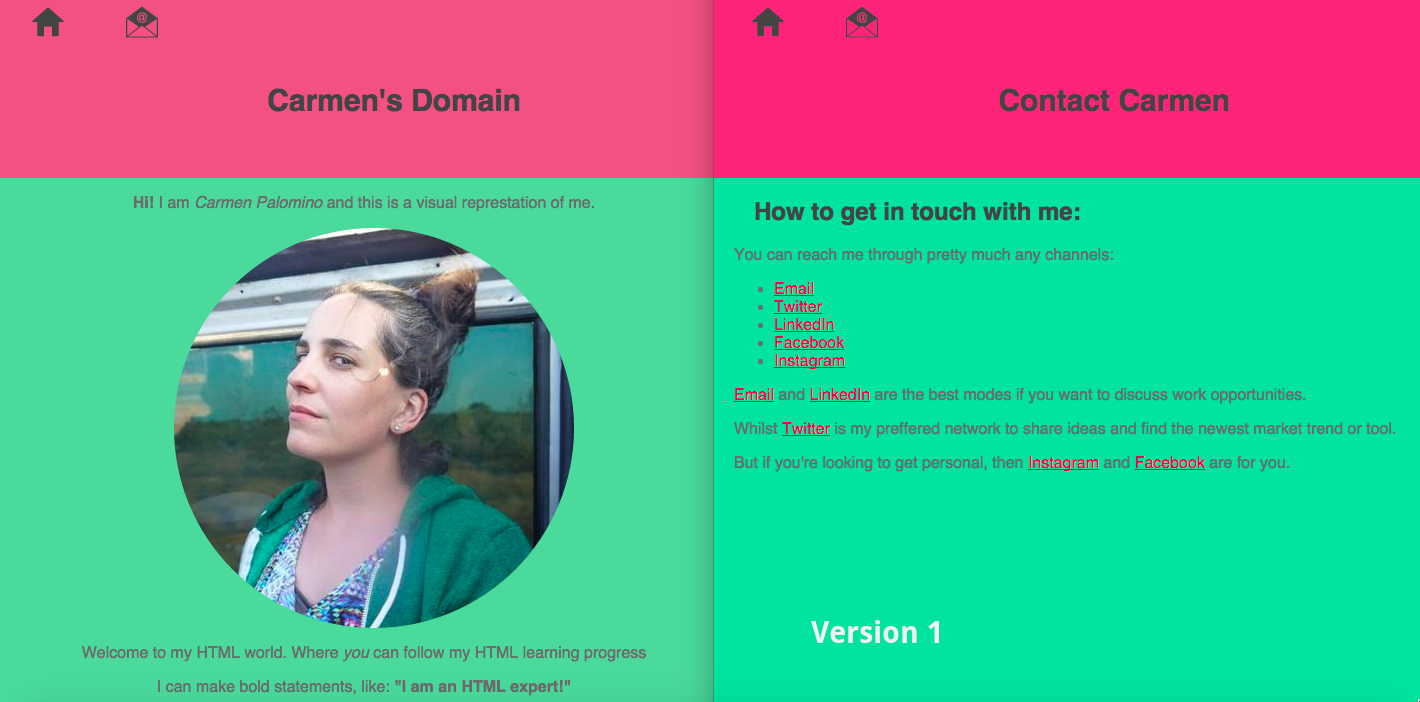 @
Carmen's Domain
Hi! I am Carmen Palomino and this is a visual represtation of me.
Welcome to my HTML world. Where you can follow my HTML learning progress
I can make bold statements, like: "I am an HTML expert!"
@
Contact Carmen
How to get in touch with me:
You can reach me through pretty much any channels:
Email
Twitter
LinkedIn
Facebook
Instagram
Email and LinkedIn are the best modes if you want to discuss work opportunities.
Whilst Twitter is my preffered network to share ideas and find the newest market trend or tool.
But if you're looking to get personal, then Instagram and Facebook are for you.
Version 1